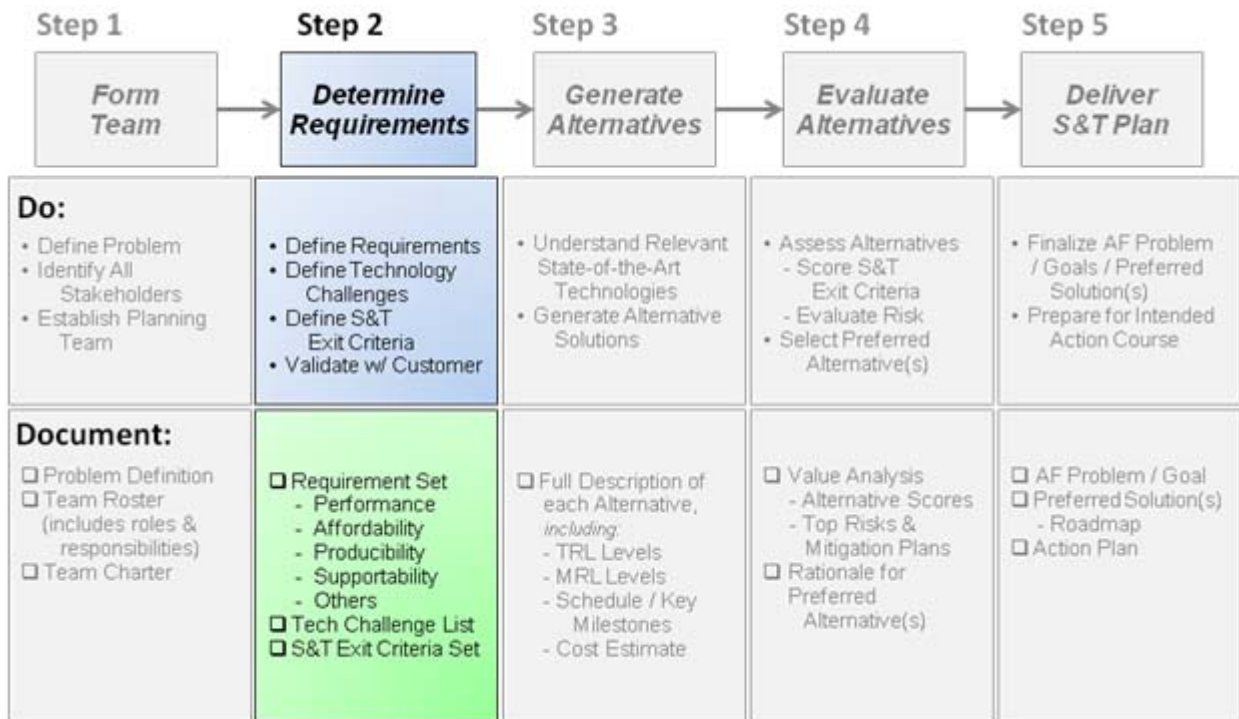 Step 1
Step 2
Step 3
Step 4
Step 5
Form
Team
Determine
Requirements
Generate
Alternatives
Evaluate
Alternatives
Deliver
S&T Plan
Do:
• Define Problem
• Identify All
Stakeholders
• Establish Planning
Team
• Define Requirements
• Define Technology
Challenges
• Define S&T
Exit Criteria
• Validate w/ Customer
• Understand Relevant
State-of-the-Art
Technologies
• Generate Alternative
Solutions
• Assess Alternatives
- Score S&T
Exit Criteria
- Evaluate Risk
• Select Preferred
Alternative(s)
• Finalize AF Problem
/ Goals / Preferred
Solution(s)
• Prepare for Intended
Action Course
Document:
❑ Problem Definition
❑ Team Roster
(includes roles &
responsibilities)
❑ Team Charter
❑ Requirement Set
- Performance
- Affordability
- Producibility
- Supportability
- Others
❑ Tech Challenge List
❑ S&T Exit Criteria Set
❑ Full Description of
each Alternative,
including:
- TRL Levels
- MRL Levels
- Schedule / Key
Milestones
- Cost Estimate
❑ Value Analysis
- Alternative Scores
- Top Risks &
Mitigation Plans
❑ Rationale for
Preferred
Alternative(s)
❑ AF Problem / Goal
❑ Preferred Solution(s)
- Roadmap
❑ Action Plan